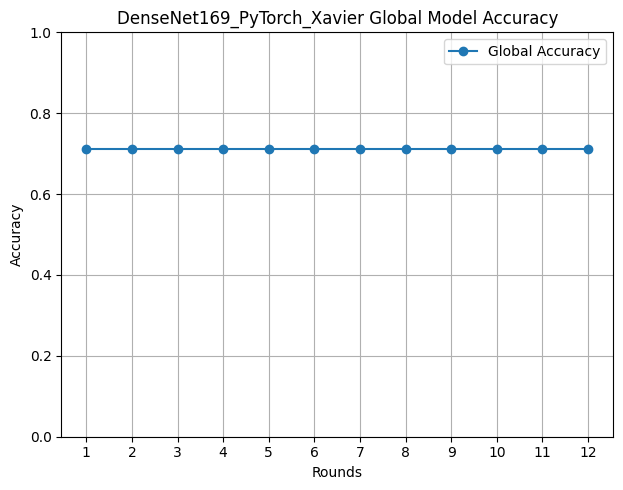 DenseNet169_PyTorch_Xavier Global Model Accuracy
Global Accuracy
1.0
0.8
0.6
0.4
0.2
0.0
Accuracy
1 2 3 4 5 6 7 8 9 10 11 12
Rounds